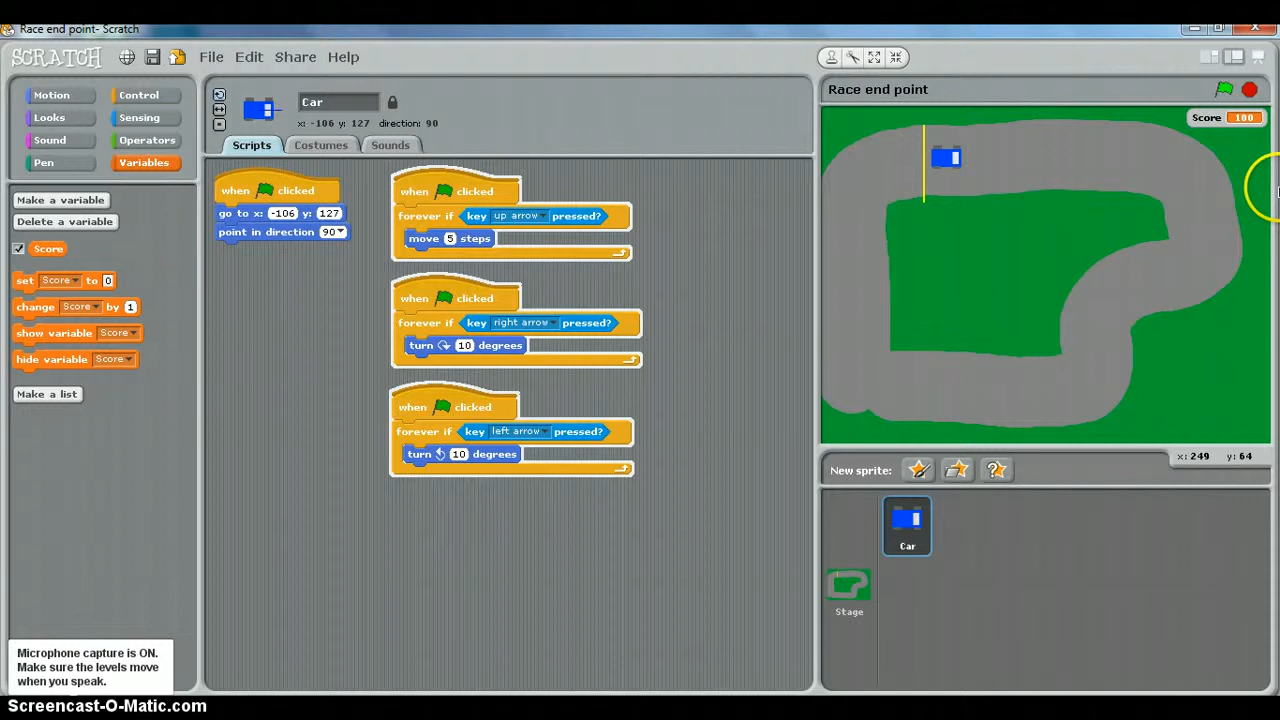 Race end point- Scratch
SCRATCH File Edit Share Help
Motion Control
Looks Sensing
Sound Operators
Pen Variables
Make a variable
Delete a variable
Score
set Score to 0
change Score by 1
show variable Score
hide variable Score
Make a list
Car
x: -106 y: 127 direction: 90
Scripts Costumes Sounds
when clicked
go to x: -106 y: 127
point in direction 90
when clicked
forever if key up arrow pressed?
move 5 steps
when clicked
forever if key right arrow pressed?
turn 10 degrees
when clicked
forever if key left arrow pressed?
turn 10 degrees
Race end point
Score 100
x: 249 y: 64
New sprite:
Car
Stage
Microphone capture is ON.
Make sure the levels move
when you speak.
Screencast-O-Matic.com